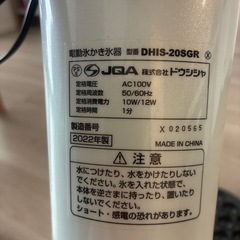 電動氷かき氷器 型番 DHIS-20SGR
JQA 株式会社ドウシシャ
定格電圧 AC100V
定格周波数 50/60Hz
定格消費電力 10W/12W
定格時間 1分
製造番号 X 020565
2022年製 MADE IN CHINA
注意
水につけたり、水をかけたりしない
でください。氷を入れた状態で、
本体を逆さまに持ったり、置いたり
しないでください。
ショート・感電の恐れがあります。